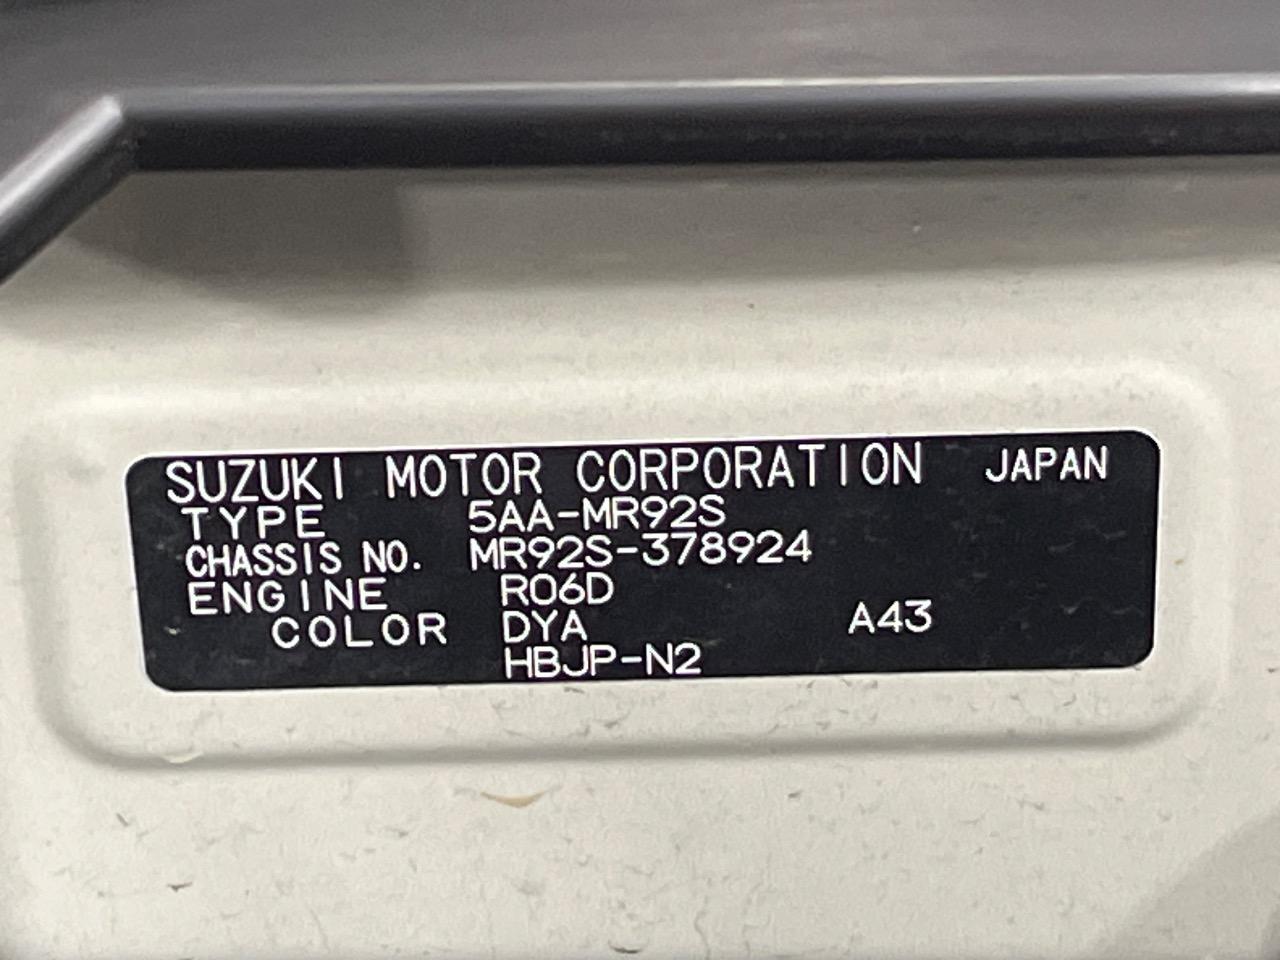 SUZUKI MOTOR CORPORATION JAPAN
TYPE 5AA-MR92S
CHASSIS NO. MR92S-378924
ENGINE R06D
COLOR DYA A43
HBJP-N2